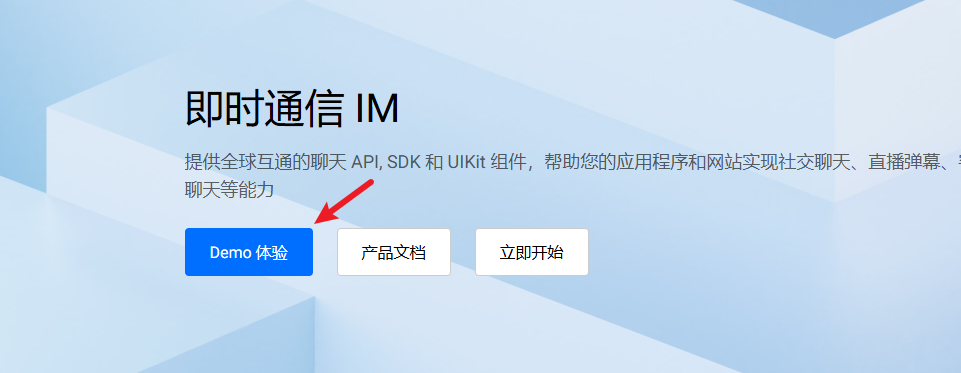 即时通信 IM
提供全球互通的聊天 API, SDK 和 UIKit 组件，帮助您的应用程序和网站实现社交聊天、直播弹幕、
聊天等能力
Demo 体验
产品文档
立即开始